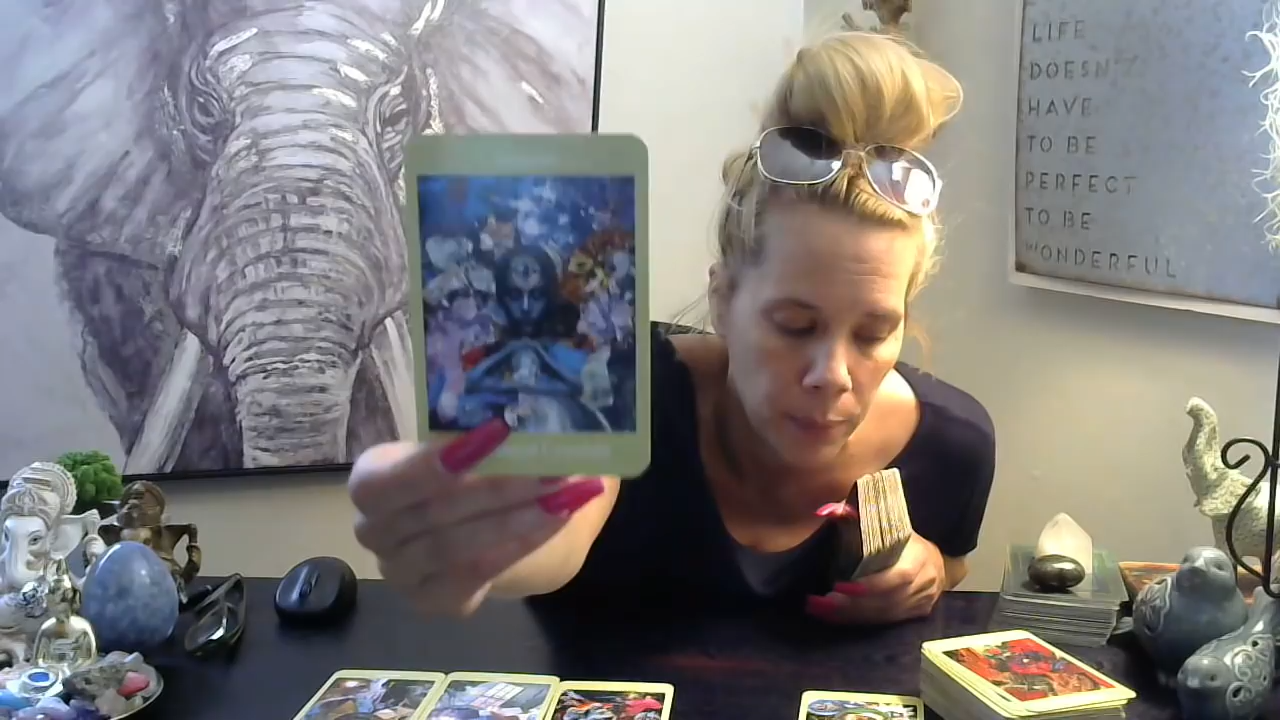 LIFE
DOESN'T
HAVE
TO BE
PERFECT
TO BE
WONDERFUL